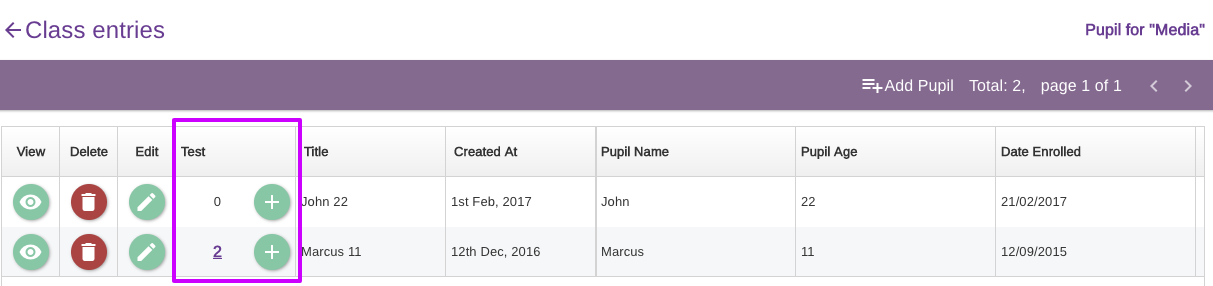 Class entries
Pupil for "Media"
Add Pupil Total: 2, page 1 of 1
View Delete Edit Test Title Created At Pupil Name Pupil Age Date Enrolled
0 John 22 1st Feb, 2017 John 22 21/02/2017
2 Marcus 11 12th Dec, 2016 Marcus 11 12/09/2015